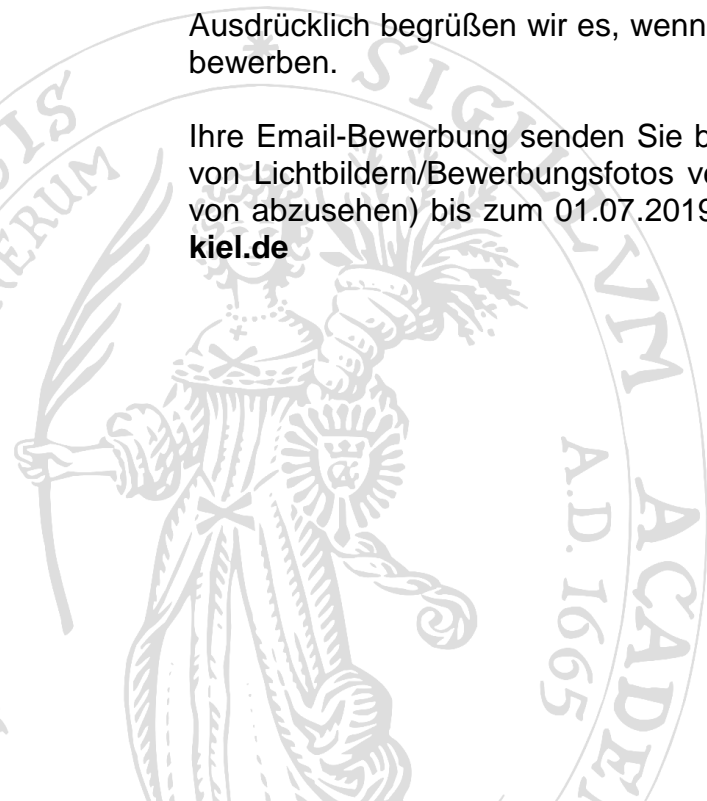 Ausdrücklich begrüßen wir es, wenn
bewerben.
Ihre Email-Bewerbung senden Sie b
von Lichtbildern/Bewerbungsfotos v
von abzusehen) bis zum 01.07.2019
kiel.de
SIGILLVM ACADE
A.D. 1665